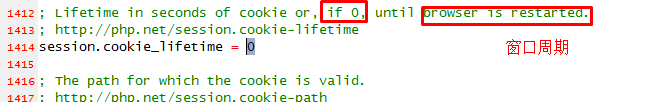 1412 ; Lifetime in seconds of cookie or, if 0, until browser is restarted.
1413 ; http://php.net/session.cookie-lifetime
1414 session.cookie_lifetime = 0
窗口周期
1416 ; The path for which the cookie is valid.
1417 ; http://php.net/session.cookie-path